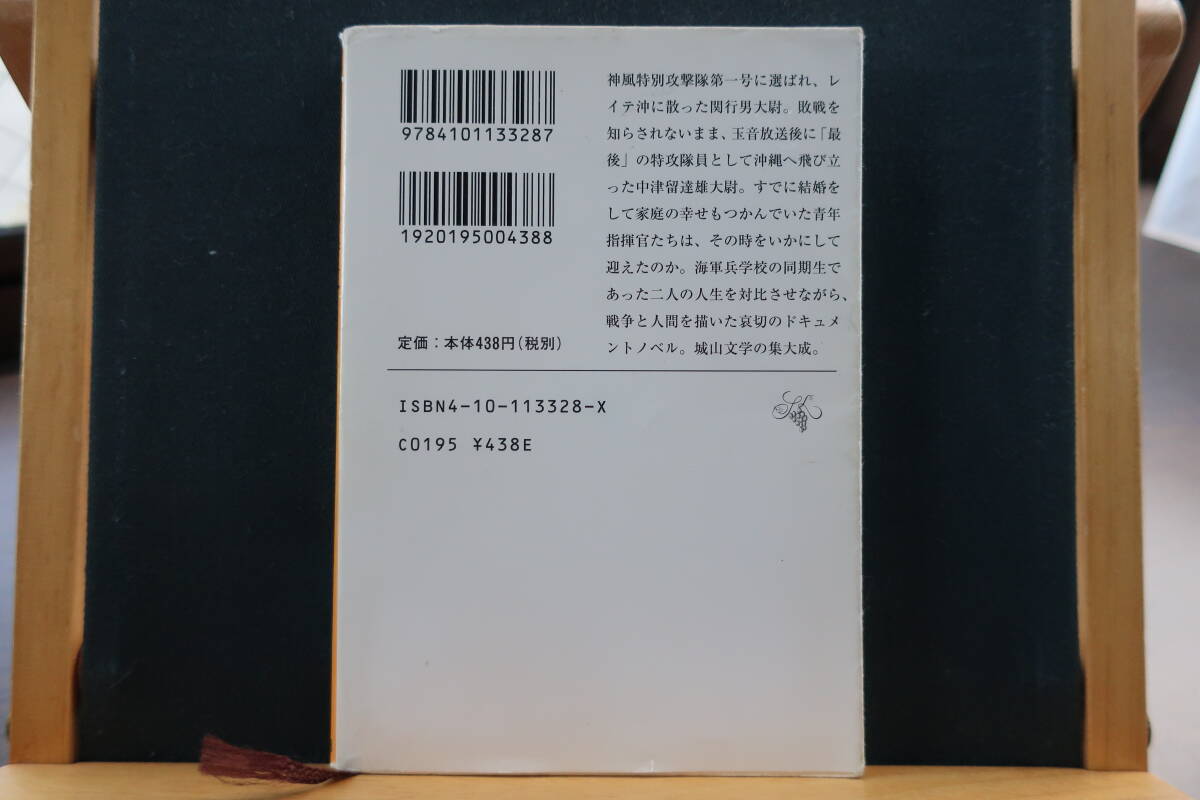 9784101133287
1920195004388
定価：本体438円（税別）
ISBN4-10-113328-X
C0195 ¥438E
神風特別攻撃隊第一号に選ばれ、レ
イテ沖に散った関行男大尉。敗戦を
知らされないまま、玉音放送後に「最
後」の特攻隊員として沖縄へ飛び立
った中津留達雄大尉。すでに結婚を
して家庭の幸せもつかんでいた青年
指揮官たちは、その時をいかにして
迎えたのか。海軍兵学校の同期生で
あった二人の人生を対比させながら、
戦争と人間を描いた哀切のドキュメ
ントノベル。城山文学の集大成。